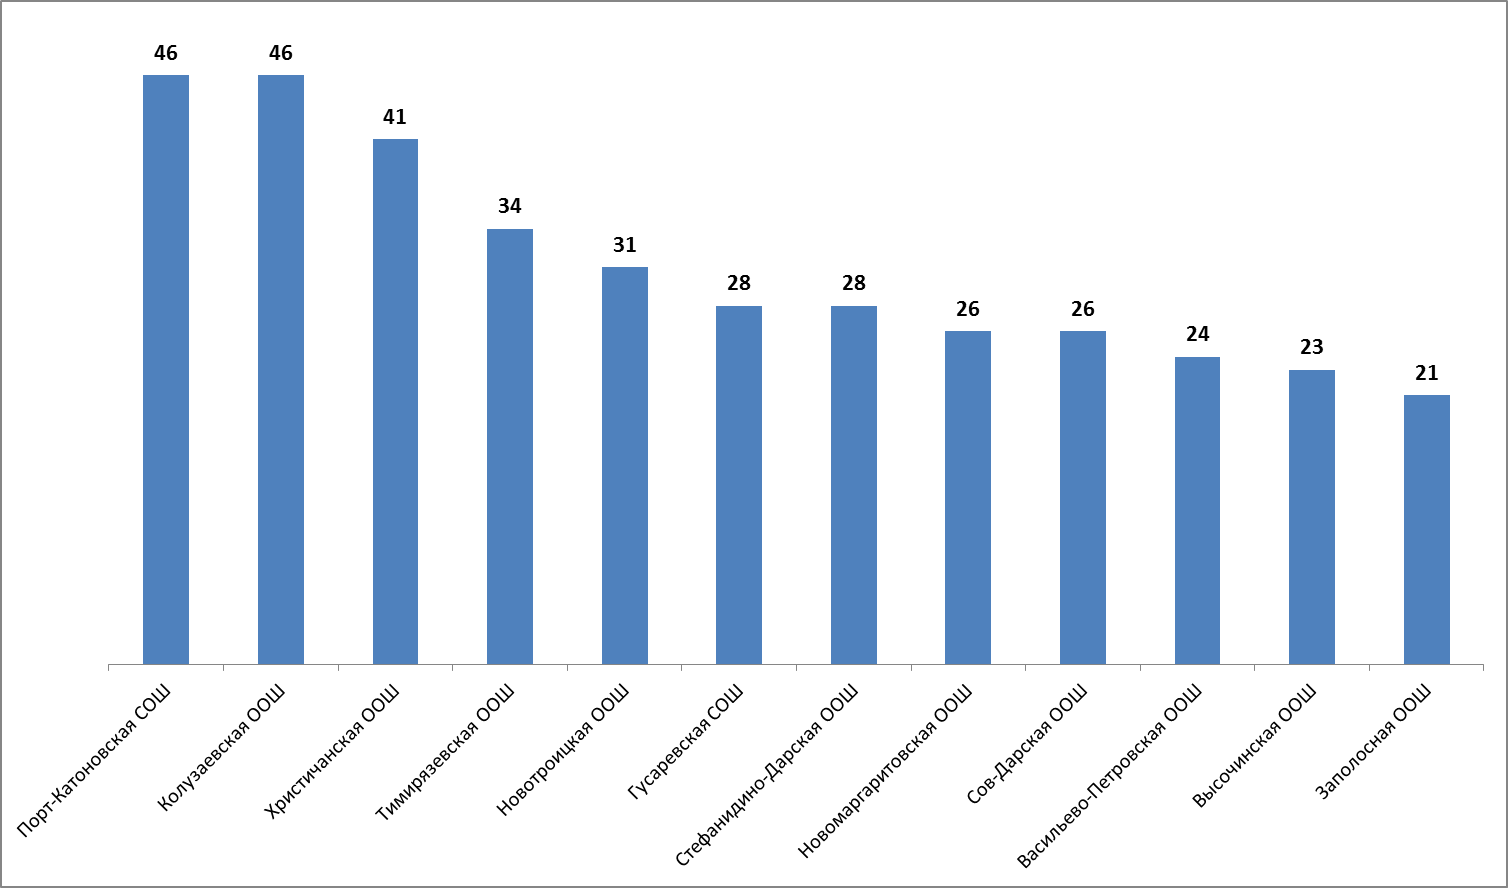 46
46
41
34
31
28
28
26
26
24
23
21
Порт-Катоновская СОШ
Колузаевская ООШ
Христичанская ООШ
Тимирязевская ООШ
Новотроицкая ООШ
Гусаревская СОШ
Стефанидино-Дарская ООШ
Новомаргаритовская ООШ
Сов-Дарская ООШ
Васильево-Петровская ООШ
Высочинская ООШ
Заполосная ООШ